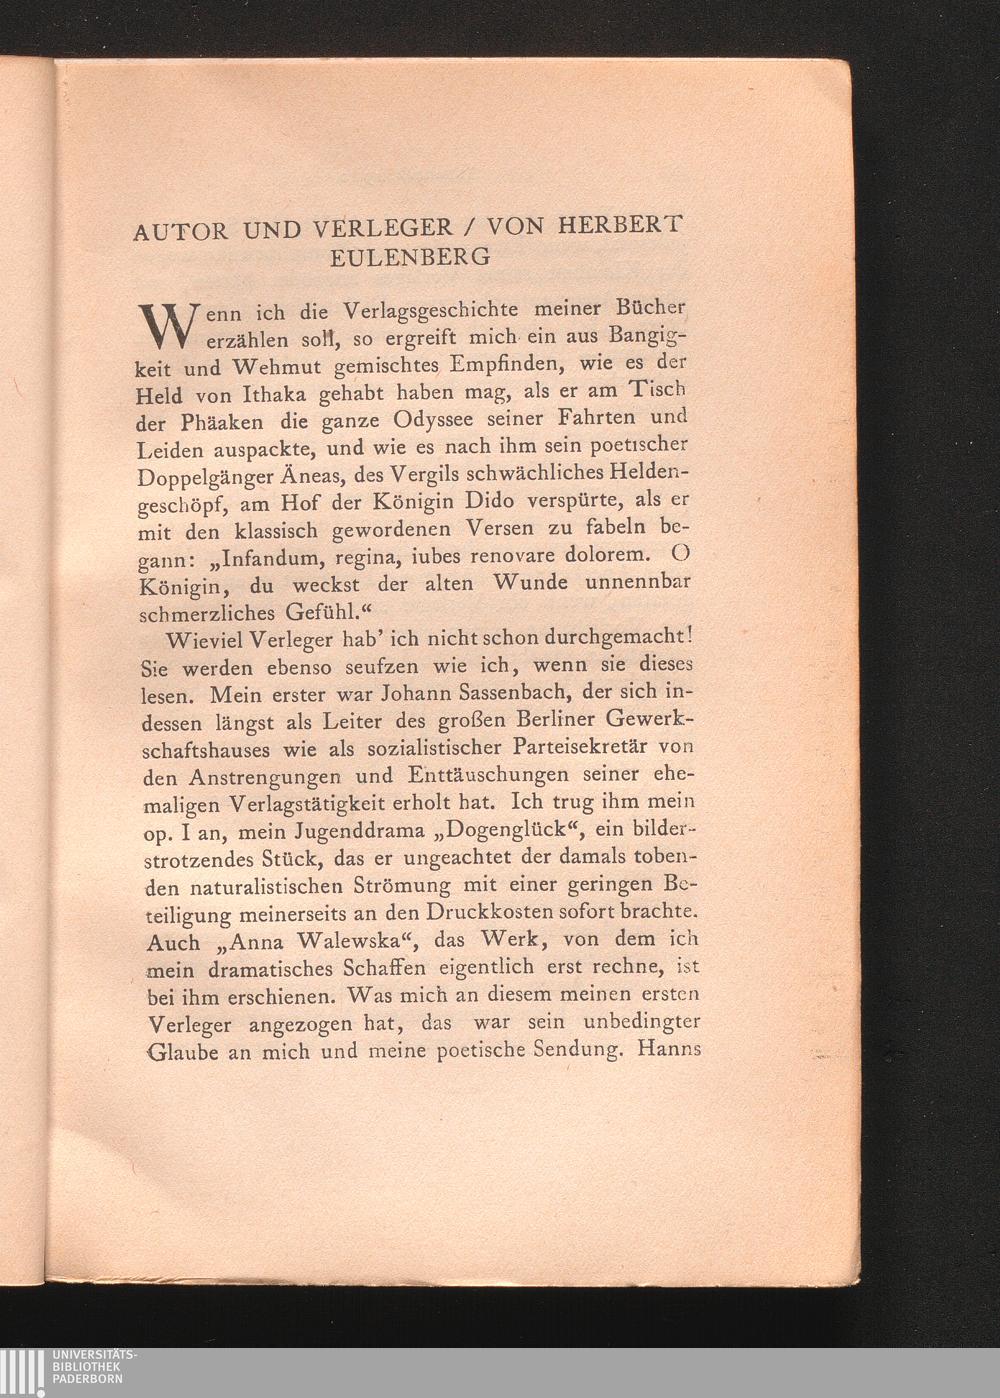 AUTOR UND VERLEGER / VON HERBERT
EULENBERG
Wenn ich die Verlagsgeschichte meiner Bücher
erzählen soll, so ergreift mich ein aus Bangig-
keit und Wehmut gemischtes Empfinden, wie es der
Held von Ithaka gehabt haben mag, als er am Tisch
der Phäaken die ganze Odyssee seiner Fahrten und
Leiden auspackte, und wie es nach ihm sein poetischer
Doppelgänger Äneas, des Vergils schwächliches Helden-
geschöpf, am Hof der Königin Dido verspürte, als er
mit den klassisch gewordenen Versen zu fabeln be-
gann: „Infandum, regina, iubes renovare dolorem. O
Königin, du weckst der alten Wunde unnennbar
schmerzliches Gefühl.“
Wieviel Verleger hab’ ich nicht schon durchgemacht!
Sie werden ebenso seufzen wie ich, wenn sie dieses
lesen. Mein erster war Johann Sassenbach, der sich in-
dessen längst als Leiter des großen Berliner Gewerk-
schaftshauses wie als sozialistischer Parteisekretär von
den Anstrengungen und Enttäuschungen seiner ehe-
maligen Verlagstätigkeit erholt hat. Ich trug ihm mein
op. I an, mein Jugenddrama „Dogenglück“, ein bilder-
strotzendes Stück, das er ungeachtet der damals toben-
den naturalistischen Strömung mit einer geringen Be-
teiligung meinerseits an den Druckkosten sofort brachte.
Auch „Anna Walewska“, das Werk, von dem ich
mein dramatisches Schaffen eigentlich erst rechne, ist
bei ihm erschienen. Was mich an diesem meinen ersten
Verleger angezogen hat, das war sein unbedingter
Glaube an mich und meine poetische Sendung. Hanns
UNIVERSITÄTS-
BIBLIOTHEK
PADERBORN